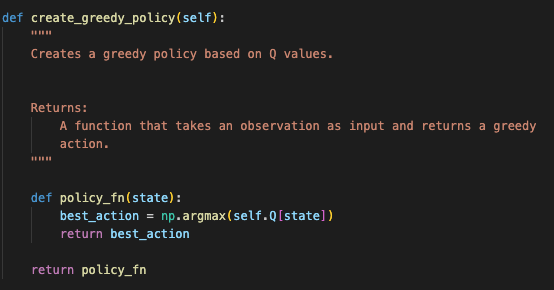 def create_greedy_policy(self):
    """
    Creates a greedy policy based on Q values.


    Returns:
        A function that takes an observation as input and returns a greedy
        action.
    """

    def policy_fn(state):
        best_action = np.argmax(self.Q[state])
        return best_action

    return policy_fn